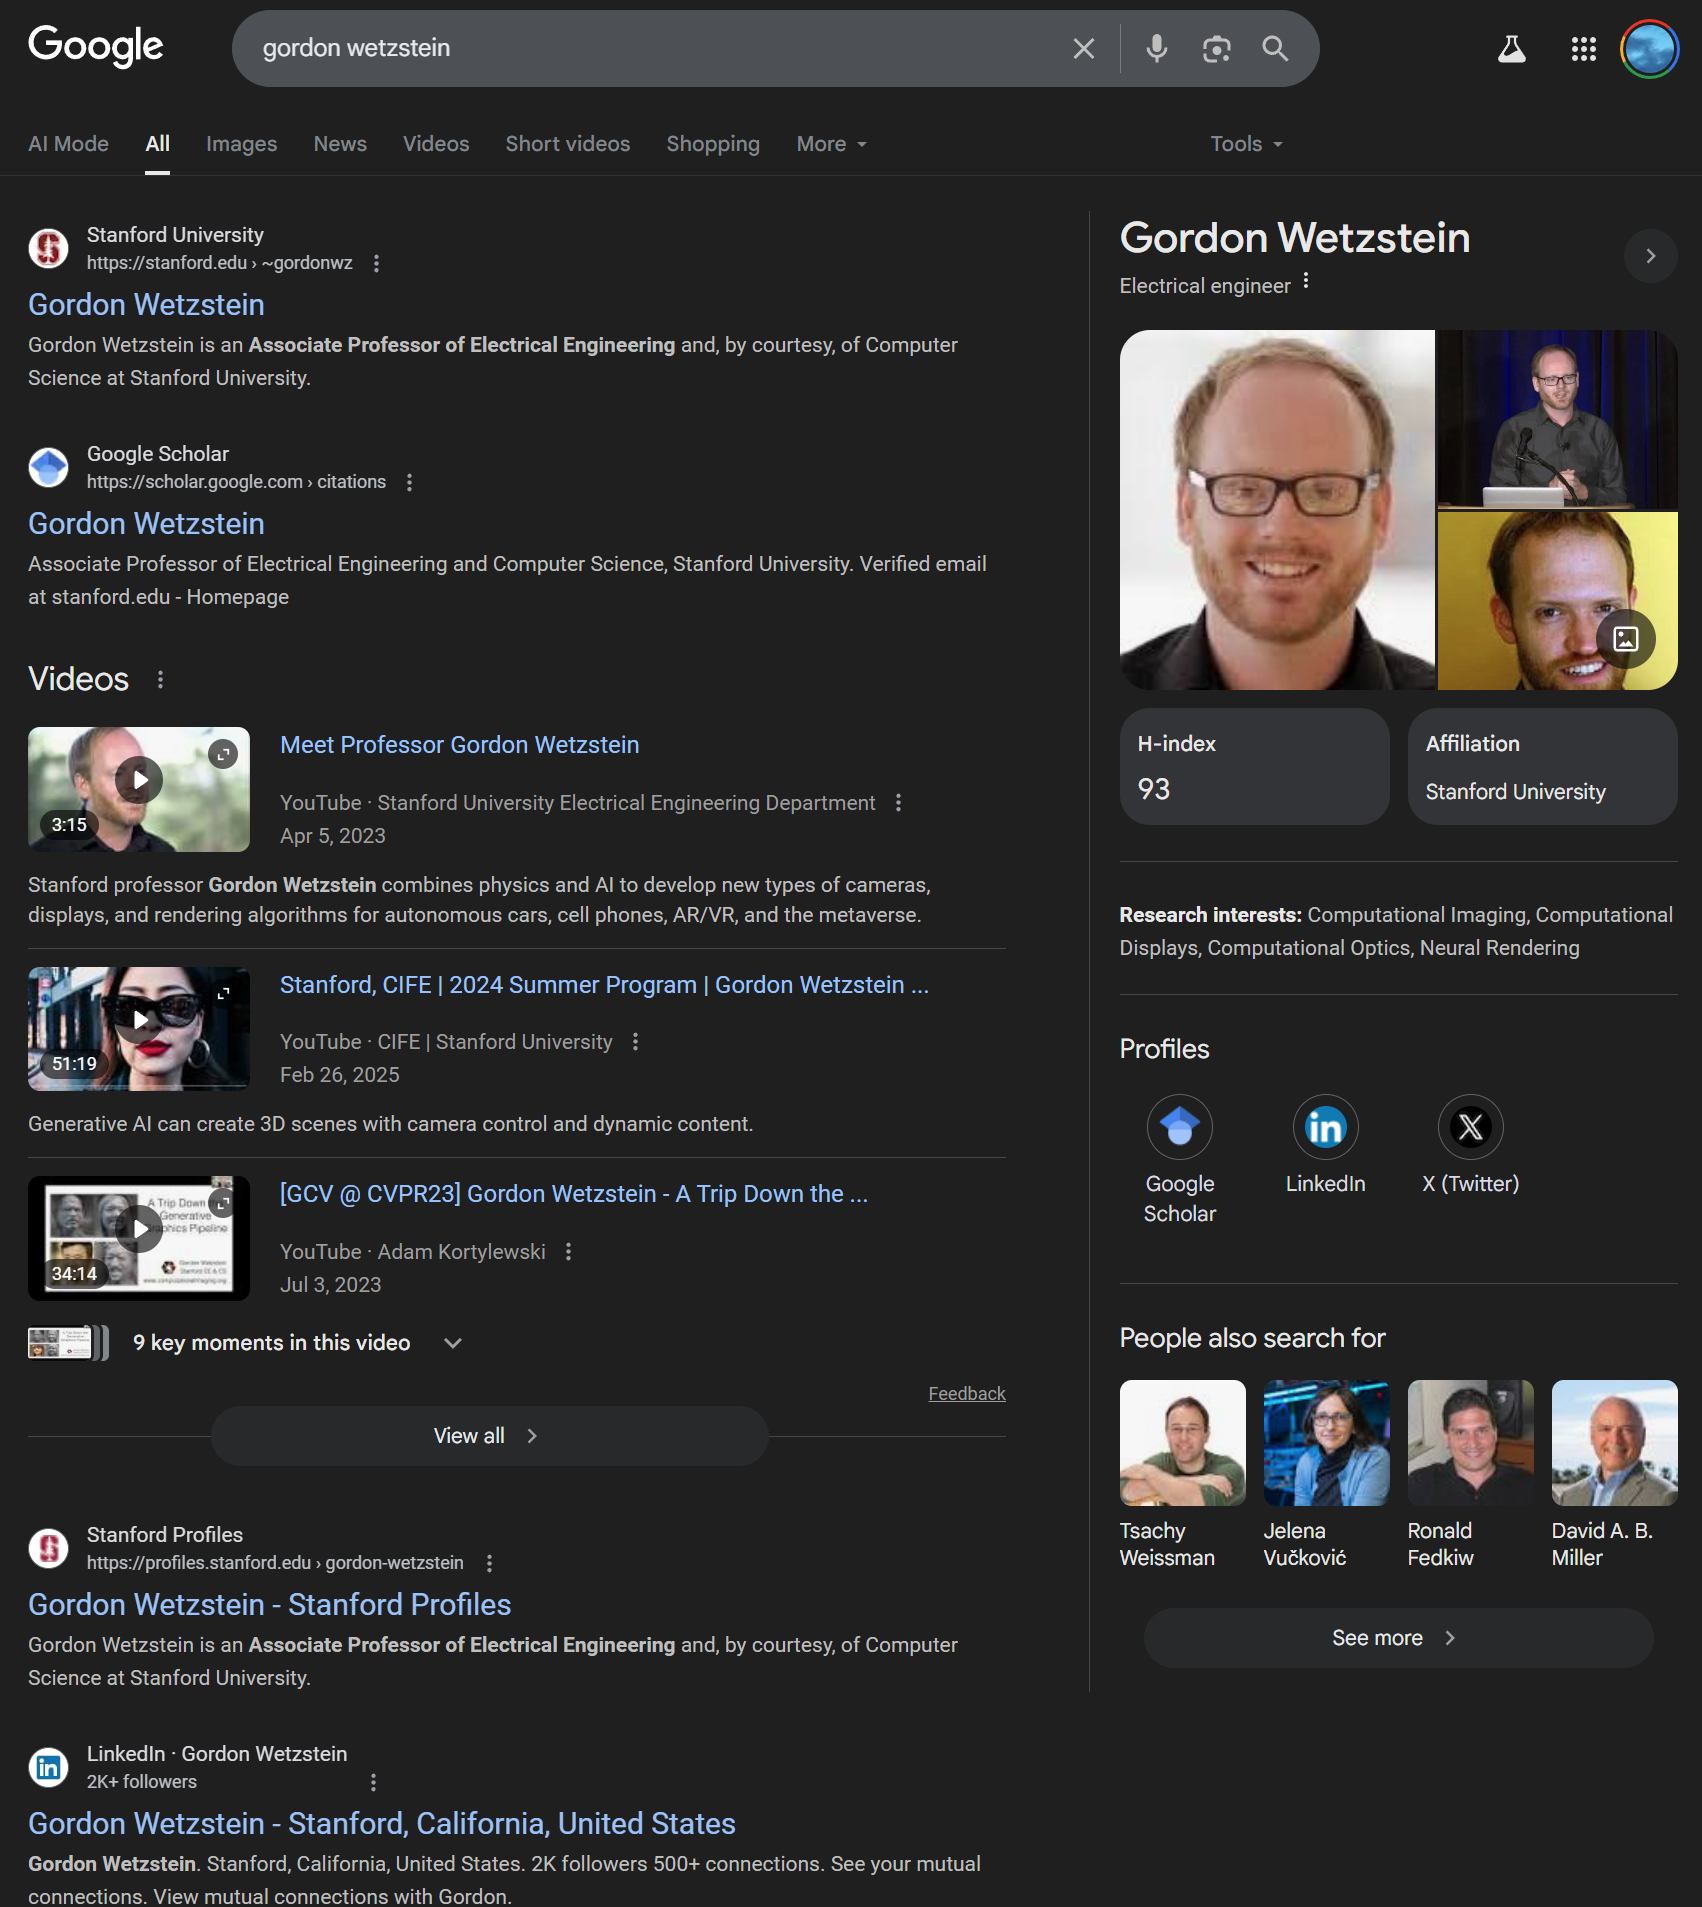 Google
gordon wetzstein
AI Mode
All
Images
News
Videos
Short videos
Shopping
More
Tools
Stanford University
https://stanford.edu › ~gordonwz
Gordon Wetzstein
Gordon Wetzstein is an Associate Professor of Electrical Engineering and, by courtesy, of Computer
Science at Stanford University.
Google Scholar
https://scholar.google.com › citations
Gordon Wetzstein
Associate Professor of Electrical Engineering and Computer Science, Stanford University. Verified email
at stanford.edu - Homepage
Videos
3:15
Meet Professor Gordon Wetzstein
YouTube · Stanford University Electrical Engineering Department
Apr 5, 2023
Stanford professor Gordon Wetzstein combines physics and AI to develop new types of cameras,
displays, and rendering algorithms for autonomous cars, cell phones, AR/VR, and the metaverse.
51:19
Stanford, CIFE | 2024 Summer Program | Gordon Wetzstein ...
YouTube · CIFE | Stanford University
Feb 26, 2025
Generative AI can create 3D scenes with camera control and dynamic content.
A Trip Down
Generative
Graphics Pipeline
Gordon Wetzstein
Stanford EE & CS
www.computationalimaging.org
34:14
[GCV @ CVPR23] Gordon Wetzstein - A Trip Down the ...
YouTube · Adam Kortylewski
Jul 3, 2023
9 key moments in this video
Feedback
View all
Stanford Profiles
https://profiles.stanford.edu › gordon-wetzstein
Gordon Wetzstein - Stanford Profiles
Gordon Wetzstein is an Associate Professor of Electrical Engineering and, by courtesy, of Computer
Science at Stanford University.
LinkedIn · Gordon Wetzstein
2K+ followers
Gordon Wetzstein - Stanford, California, United States
Gordon Wetzstein. Stanford, California, United States. 2K followers 500+ connections. See your mutual
connections. View mutual connections with Gordon.
Gordon Wetzstein
Electrical engineer
H-index
93
Affiliation
Stanford University
Research interests: Computational Imaging, Computational
Displays, Computational Optics, Neural Rendering
Profiles
Google
Scholar
LinkedIn
X (Twitter)
People also search for
Tsachy
Weissman
Jelena
Vučković
Ronald
Fedkiw
David A. B.
Miller
See more